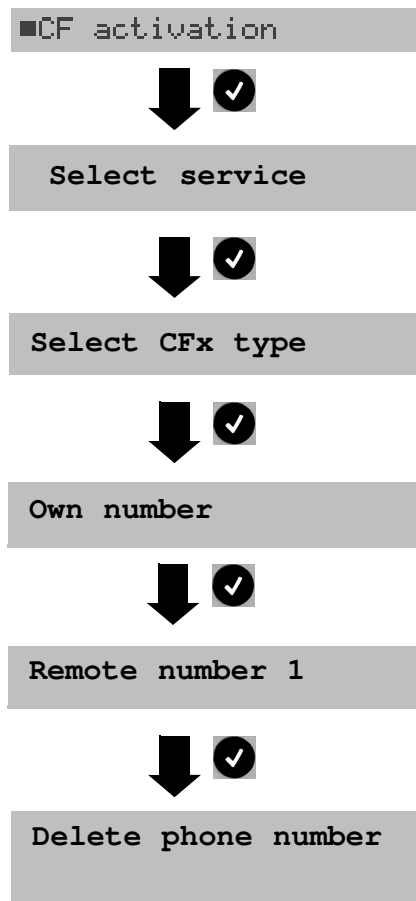 ■CF activation
Select service
Select CFx type
Own number
Remote number 1
Delete phone number